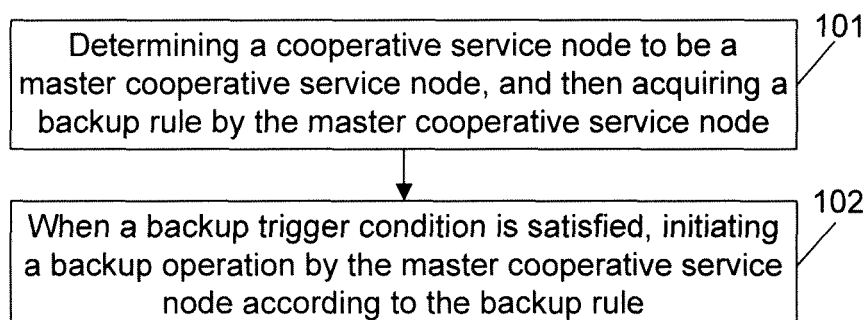 Determining a cooperative service node to be a
master cooperative service node, and then acquiring a
backup rule by the master cooperative service node
101
When a backup trigger condition is satisfied, initiating
a backup operation by the master cooperative service
node according to the backup rule
102